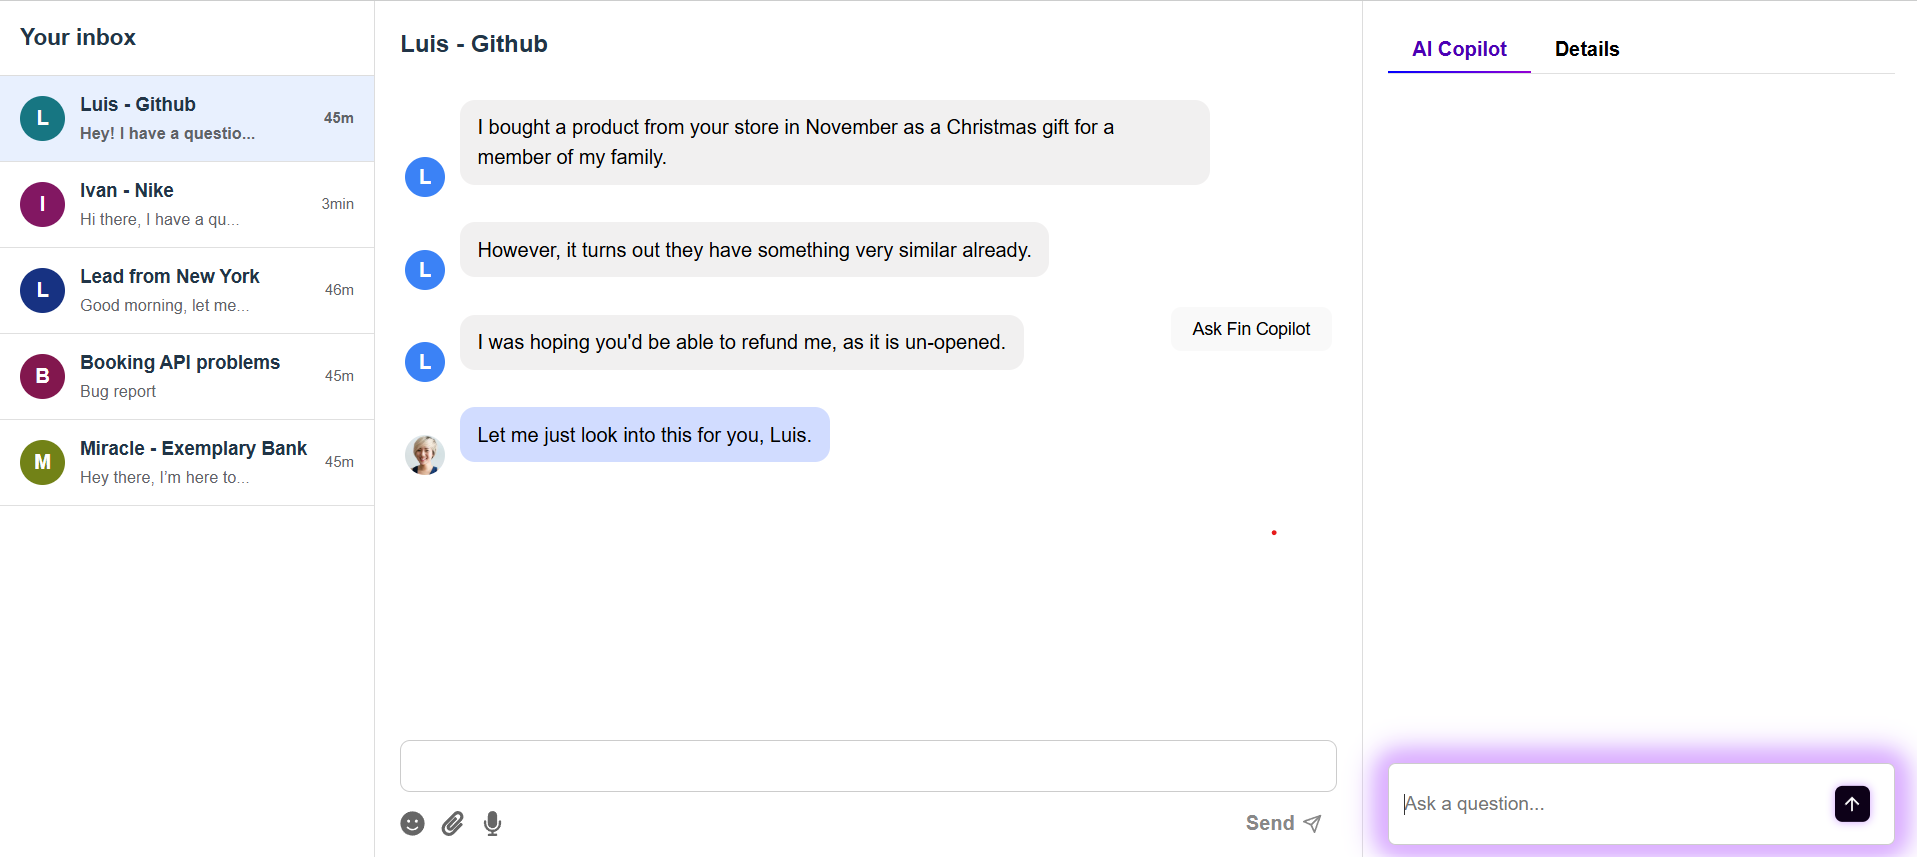 Your inbox
L
Luis - Github
45m
Hey! I have a questio...
I
Ivan - Nike
3min
Hi there, I have a qu...
L
Lead from New York
46m
Good morning, let me...
B
Booking API problems
45m
Bug report
M
Miracle - Exemplary Bank
45m
Hey there, I'm here to...
Luis - Github
I bought a product from your store in November as a Christmas gift for a
member of my family.
L
However, it turns out they have something very similar already.
L
Ask Fin Copilot
I was hoping you'd be able to refund me, as it is un-opened.
L
Let me just look into this for you, Luis.
Send
AI Copilot
Details
Ask a question...